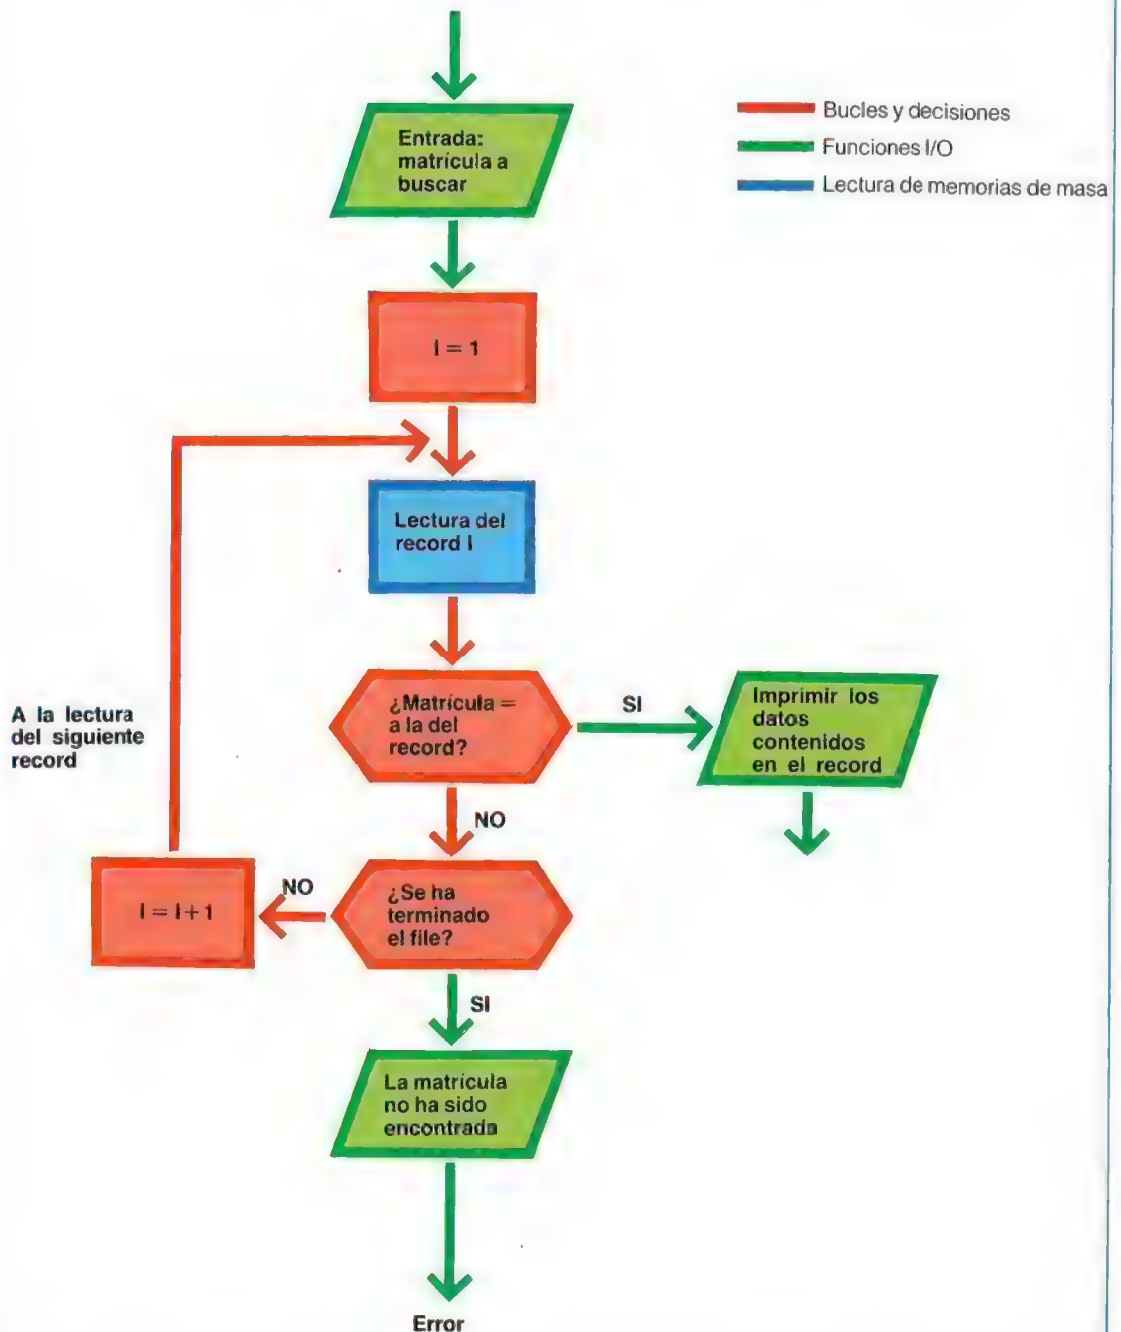 Entrada:
matrícula a
buscar
Bucles y decisiones
Funciones I/O
Lectura de memorias de masa
I = 1
Lectura del
record I
¿Matrícula =
a la del
record?
SI
Imprimir los
datos
contenidos
en el record
A la lectura
del siguiente
record
NO
¿Se ha
terminado
el file?
NO
I = I + 1
SI
La matrícula
no ha sido
encontrada
Error